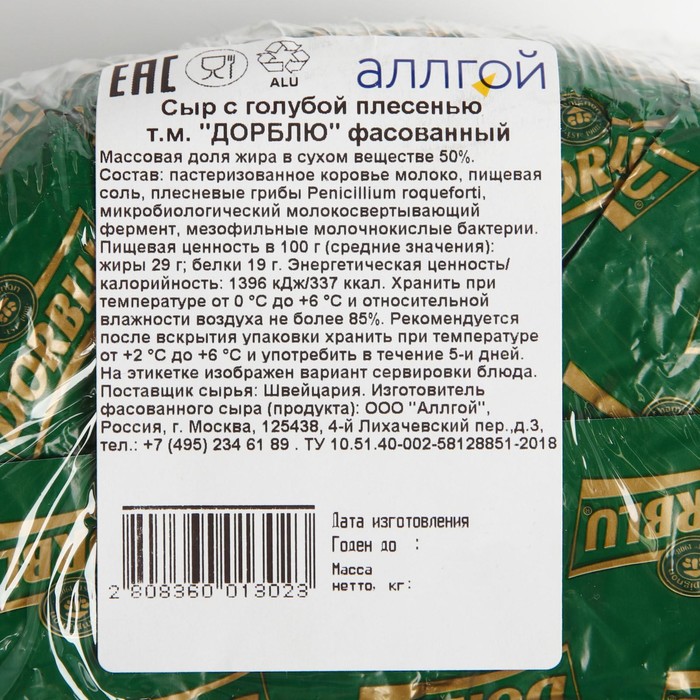 EAC
ALU
аллгой
Сыр с голубой плесенью
т.м. "ДОРБЛЮ" фасованный
Массовая доля жира в сухом веществе 50%.
Состав: пастеризованное коровье молоко, пищевая
соль, плесневые грибы Penicillium roqueforti,
микробиологический молокосвертывающий
фермент, мезофильные молочнокислые бактерии.
Пищевая ценность в 100 г (средние значения):
жиры 29 г; белки 19 г. Энергетическая ценность/
калорийность: 1396 кДж/337 ккал. Хранить при
температуре от 0 °С до +6 °С и относительной
влажности воздуха не более 85%. Рекомендуется
после вскрытия упаковки хранить при температуре
от +2 °С до +6 °С и употребить в течение 5-и дней.
На этикетке изображен вариант сервировки блюда.
Поставщик сырья: Швейцария. Изготовитель
фасованного сыра (продукта): ООО "Аллгой",
Россия, г. Москва, 125438, 4-й Лихачевский пер.,д.3,
тел.: +7 (495) 234 61 89 . ТУ 10.51.40-002-58128851-2018
Дата изготовления
Годен до :
Масса
нетто, кг:
2 808360 013023
DORBLU